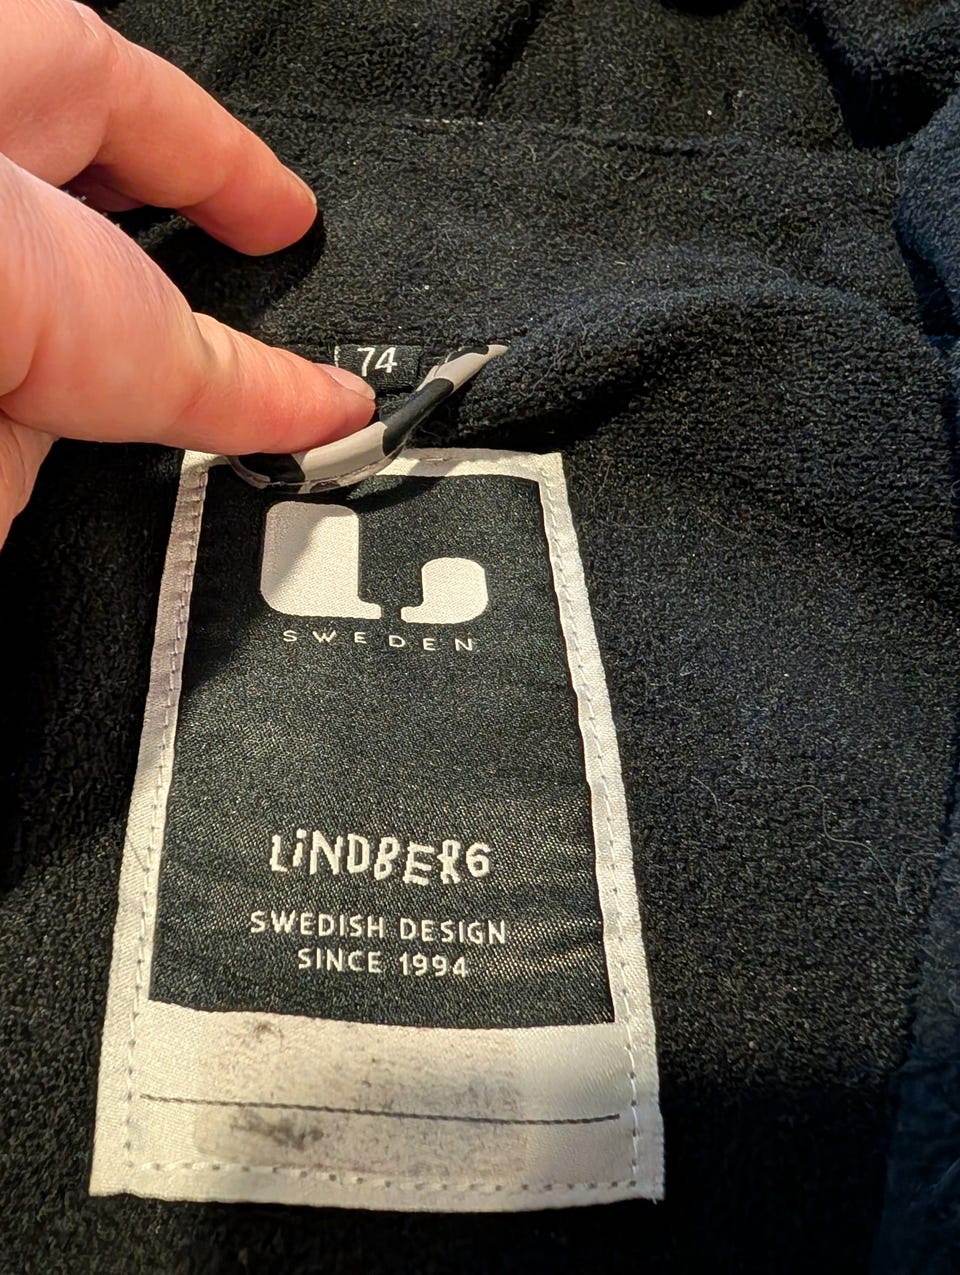 74
SWEDEN
LINDBERG
SWEDISH DESIGN
SINCE 1994